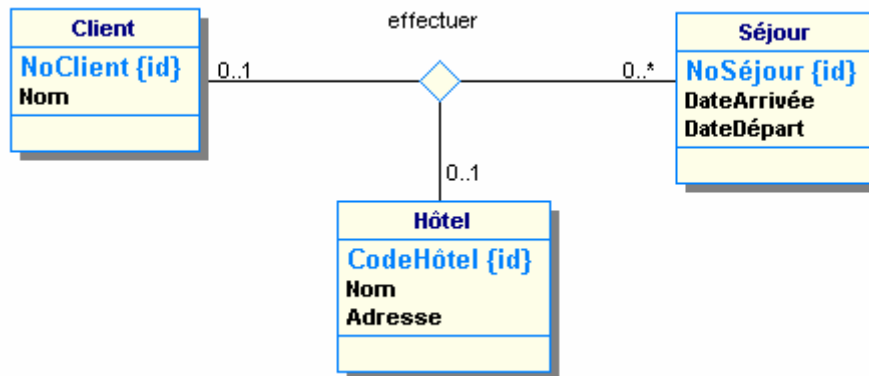 effectuer
Client
NoClient {id}
Nom
0..1
0..*
Séjour
NoSéjour {id}
DateArrivée
DateDépart
0..1
Hôtel
CodeHôtel {id}
Nom
Adresse